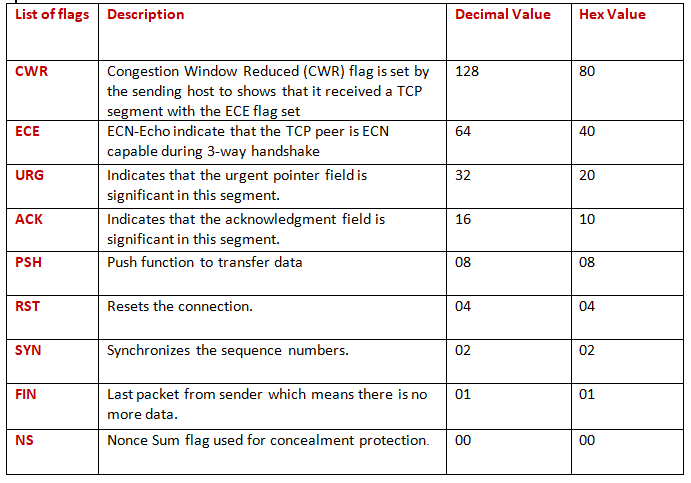 List of flags Description Decimal Value Hex Value
CWR Congestion Window Reduced (CWR) flag is set by 128 80
the sending host to shows that it received a TCP
segment with the ECE flag set
ECE ECN-Echo indicate that the TCP peer is ECN 64 40
capable during 3-way handshake
URG Indicates that the urgent pointer field is 32 20
significant in this segment.
ACK Indicates that the acknowledgment field is 16 10
significant in this segment.
PSH Push function to transfer data 08 08
RST Resets the connection. 04 04
SYN Synchronizes the sequence numbers. 02 02
FIN Last packet from sender which means there is no 01 01
more data.
NS Nonce Sum flag used for concealment protection. 00 00